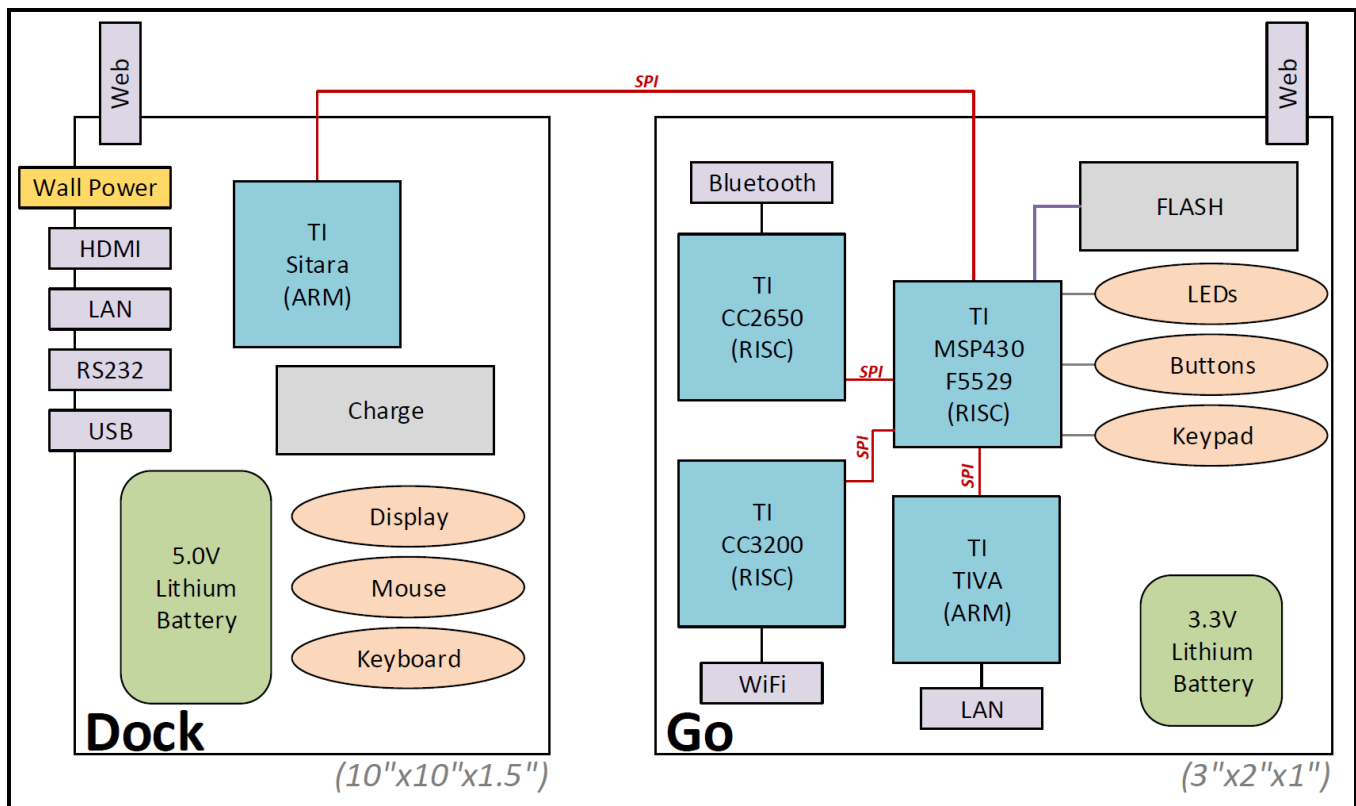 Web
Wall Power
HDMI
LAN
RS232
USB
TI
Sitara
(ARM)
Charge
5.0V
Lithium
Battery
Display
Mouse
Keyboard
Dock
(10"x10"x1.5")
SPI
Web
Bluetooth
TI
CC2650
(RISC)
SPI
TI
MSP430
F5529
(RISC)
FLASH
LEDs
Buttons
Keypad
SPI
SPI
TI
CC3200
(RISC)
WiFi
TI
TIVA
(ARM)
LAN
3.3V
Lithium
Battery
Go
(3"x2"x1")